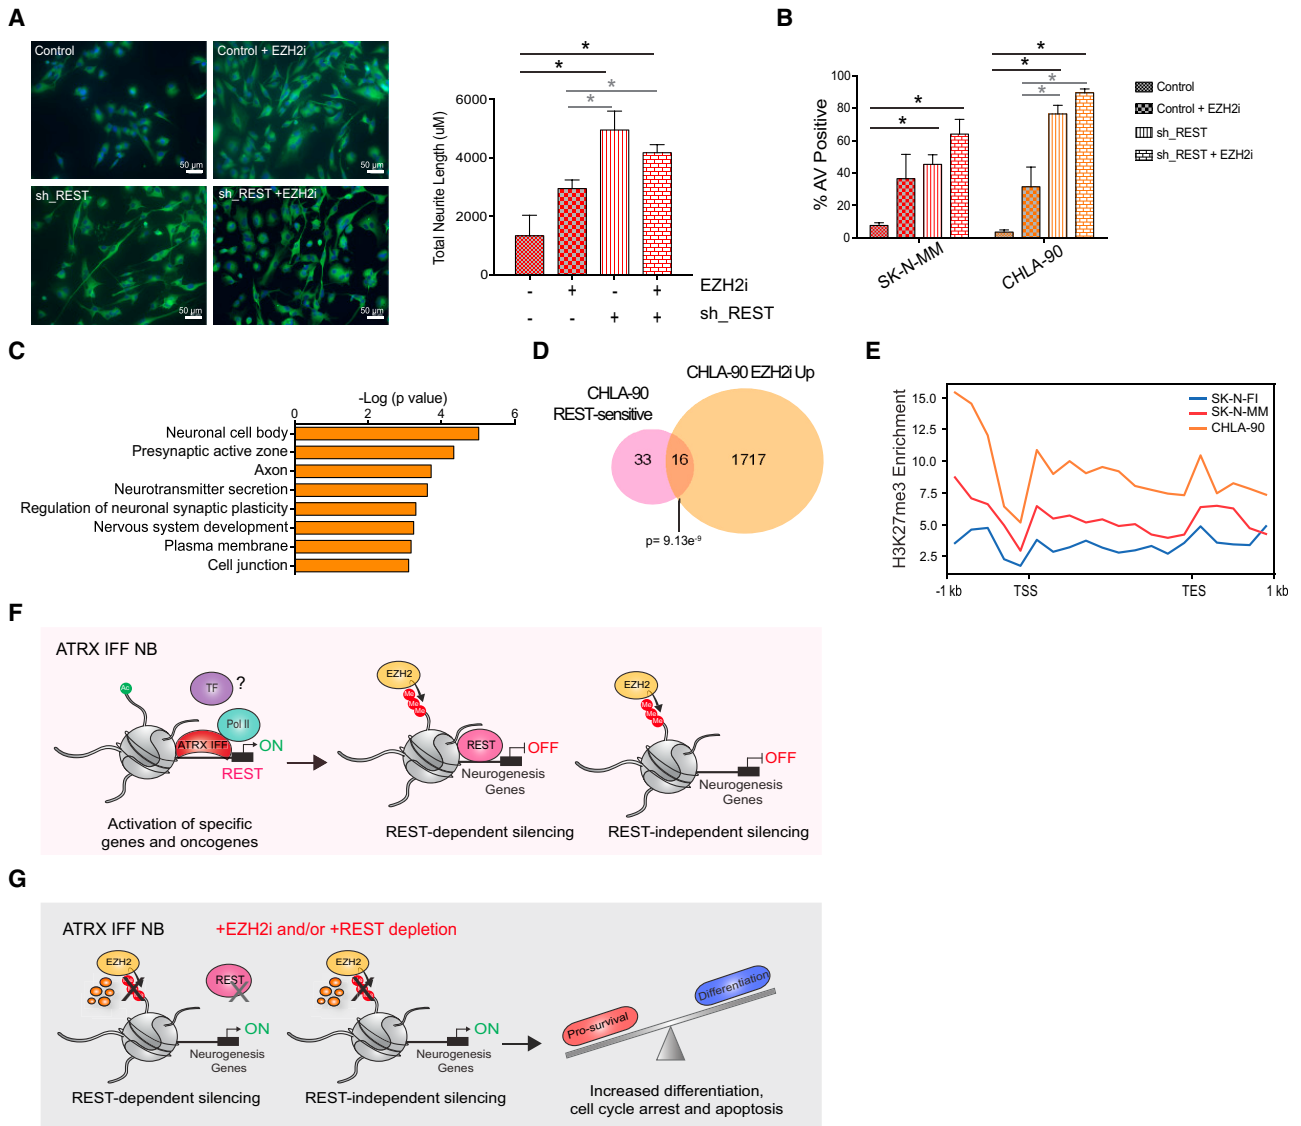 A
Control
50 µm
Control + EZH2i
50 µm
sh_REST
50 µm
sh_REST +EZH2i
50 µm
Total Neurite Length (uM)
6000
4000
2000
0
*
*
*
*
- + - + EZH2i
- - + + sh_REST
B
% AV Positive
100
80
60
40
20
0
*
*
*
*
*
*
SK-N-MM
CHLA-90
Control
Control + EZH2i
sh_REST
sh_REST + EZH2i
C
-Log (p value)
0 2 4 6
Neuronal cell body
Presynaptic active zone
Axon
Neurotransmitter secretion
Regulation of neuronal synaptic plasticity
Nervous system development
Plasma membrane
Cell junction
D
CHLA-90 EZH2i Up
CHLA-90
REST-sensitive
33 16 1717
p= 9.13e-9
E
H3K27me3 Enrichment
15.0
12.5
10.0
7.5
5.0
2.5
SK-N-FI
SK-N-MM
CHLA-90
-1 kb TSS TES 1 kb
F
ATRX IFF NB
Ac
TF
?
Pol II
ATRX IFF
ON
REST
Activation of specific
genes and oncogenes
EZH2
Me
Me
Me
REST
OFF
Neurogenesis
Genes
REST-dependent silencing
EZH2
Me
Me
Me
OFF
Neurogenesis
Genes
REST-independent silencing
G
ATRX IFF NB +EZH2i and/or +REST depletion
EZH2
REST
ON
Neurogenesis
Genes
REST-dependent silencing
EZH2
ON
Neurogenesis
Genes
REST-independent silencing
Pro-survival
Differentiation
Increased differentiation,
cell cycle arrest and apoptosis